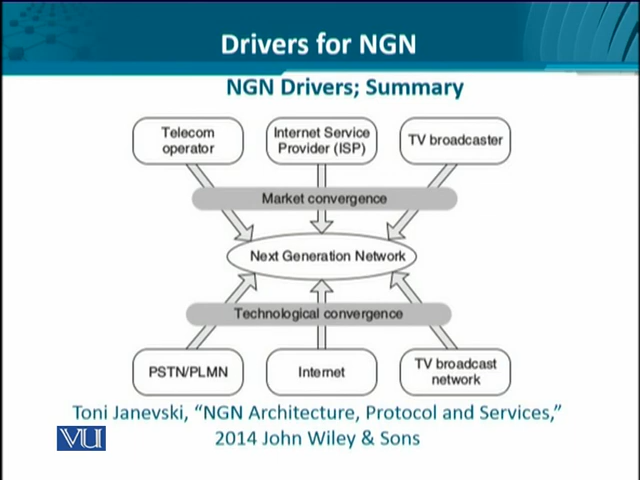 Drivers for NGN
NGN Drivers; Summary
Telecom
operator
Internet Service
Provider (ISP)
TV broadcaster
Market convergence
Next Generation Network
Technological convergence
PSTN/PLMN
Internet
TV broadcast
network
Toni Janevski, “NGN Architecture, Protocol and Services,”
2014 John Wiley & Sons
VU